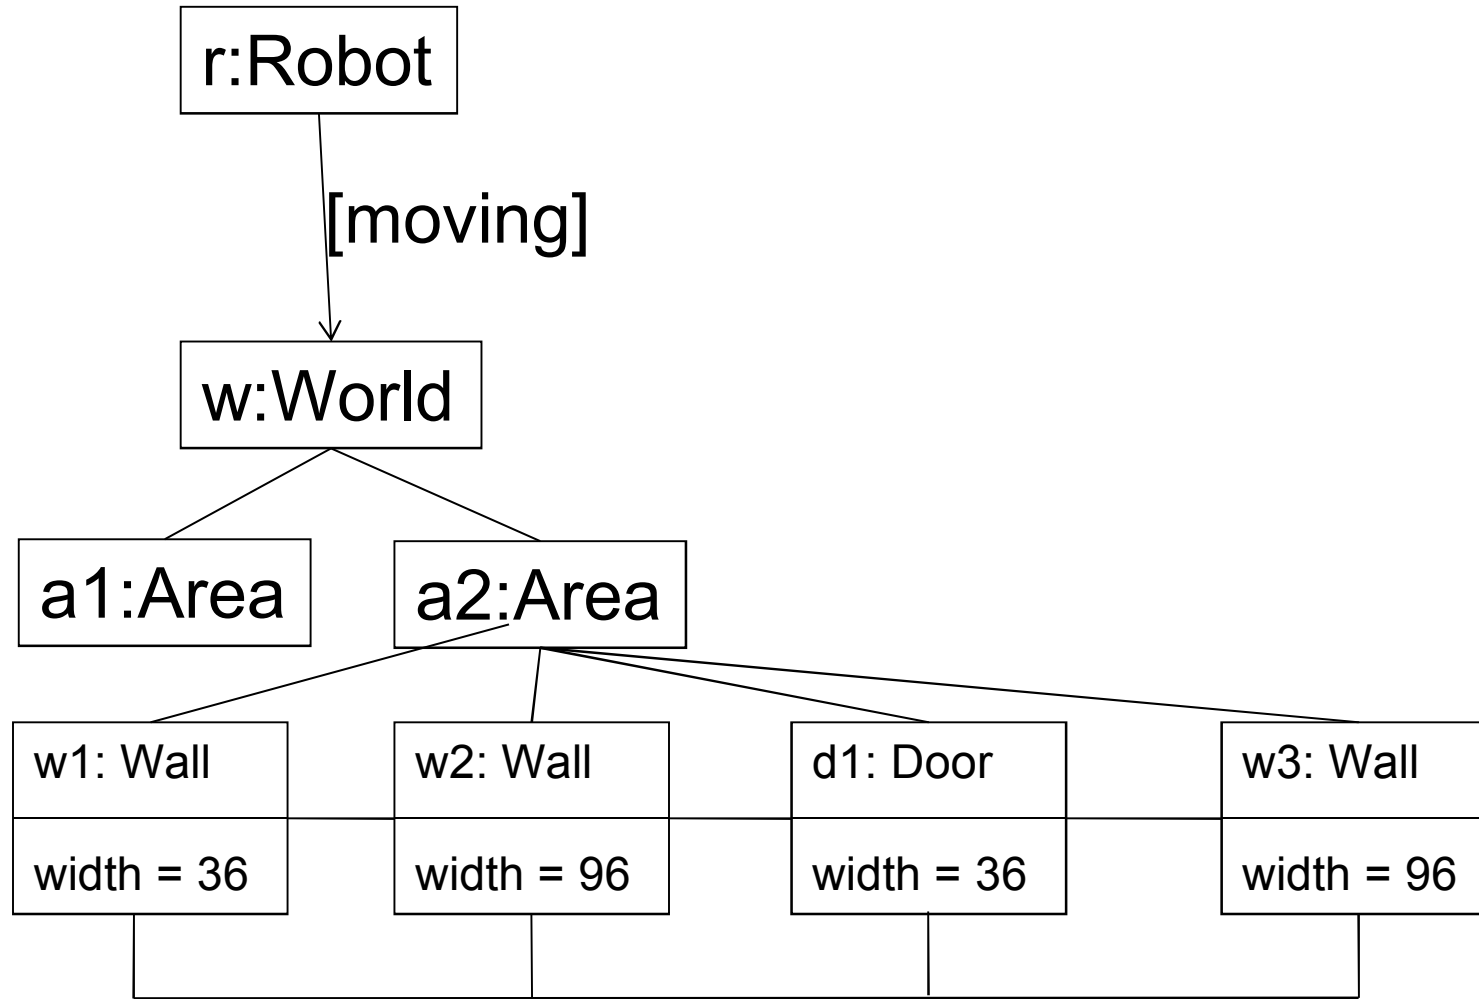 r:Robot
[moving]
w:World
a1:Area
a2:Area
w1: Wall
width = 36
w2: Wall
width = 96
d1: Door
width = 36
w3: Wall
width = 96